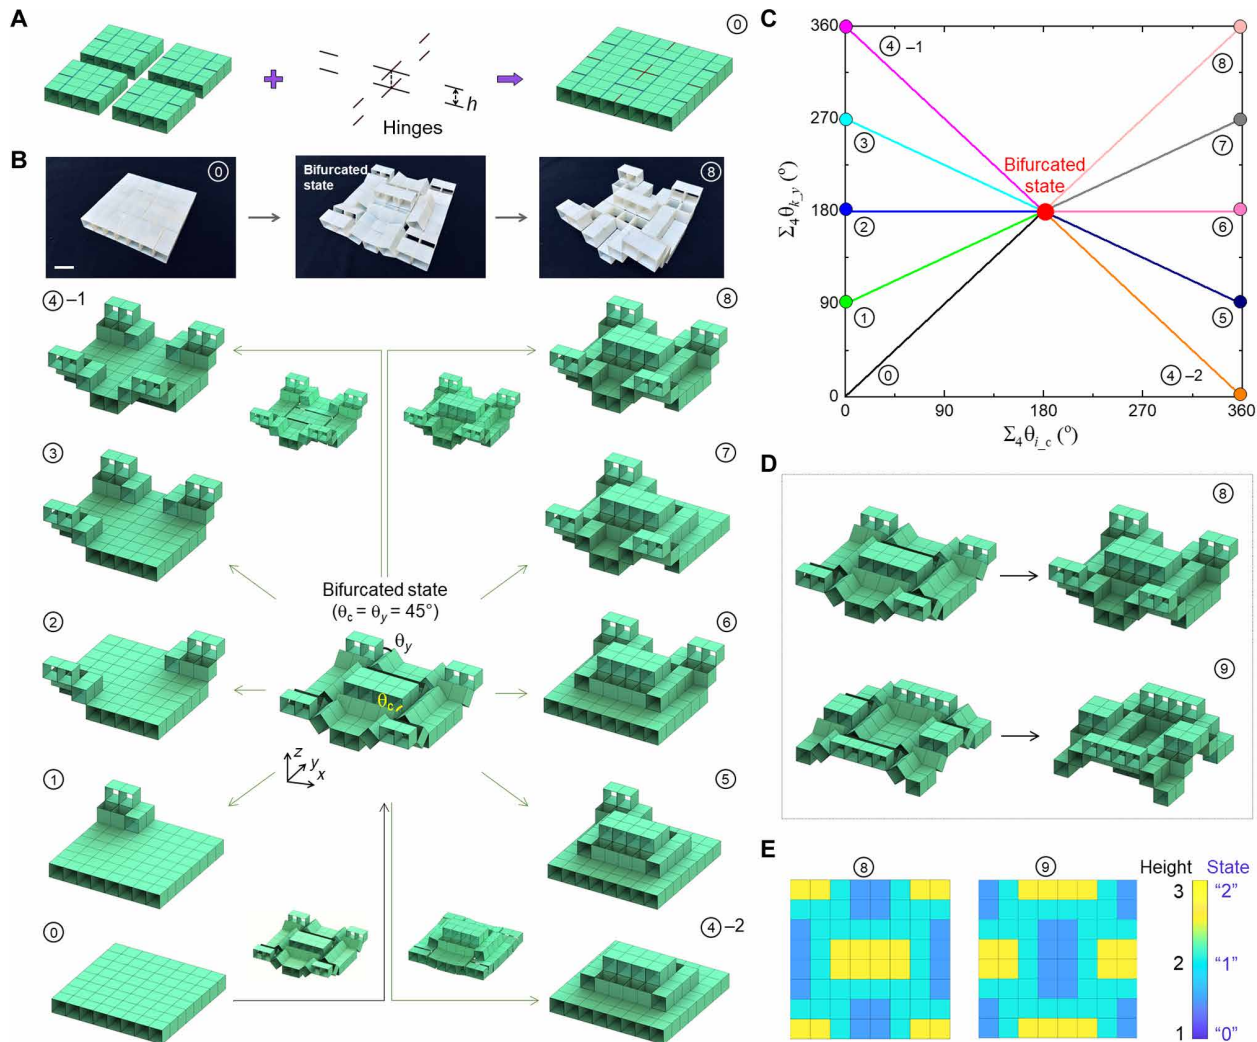 A
⓪
h
Hinges
B
⓪
Bifurcated
state
⑧
④–1
⑧
③
⑦
Bifurcated state
(θc = θy = 45°)
②
⑥
θy
θc
z
y
x
①
⑤
⓪
④–2
C
360
270
180
90
0
0
90
180
270
360
Σ4θk_y (°)
Σ4θi_c (°)
④–1
⑧
③
⑦
Bifurcated
state
②
⑥
①
⑤
⓪
④–2
D
⑧
⑨
E
⑧
⑨
Height
State
3
“2”
2
“1”
1
“0”